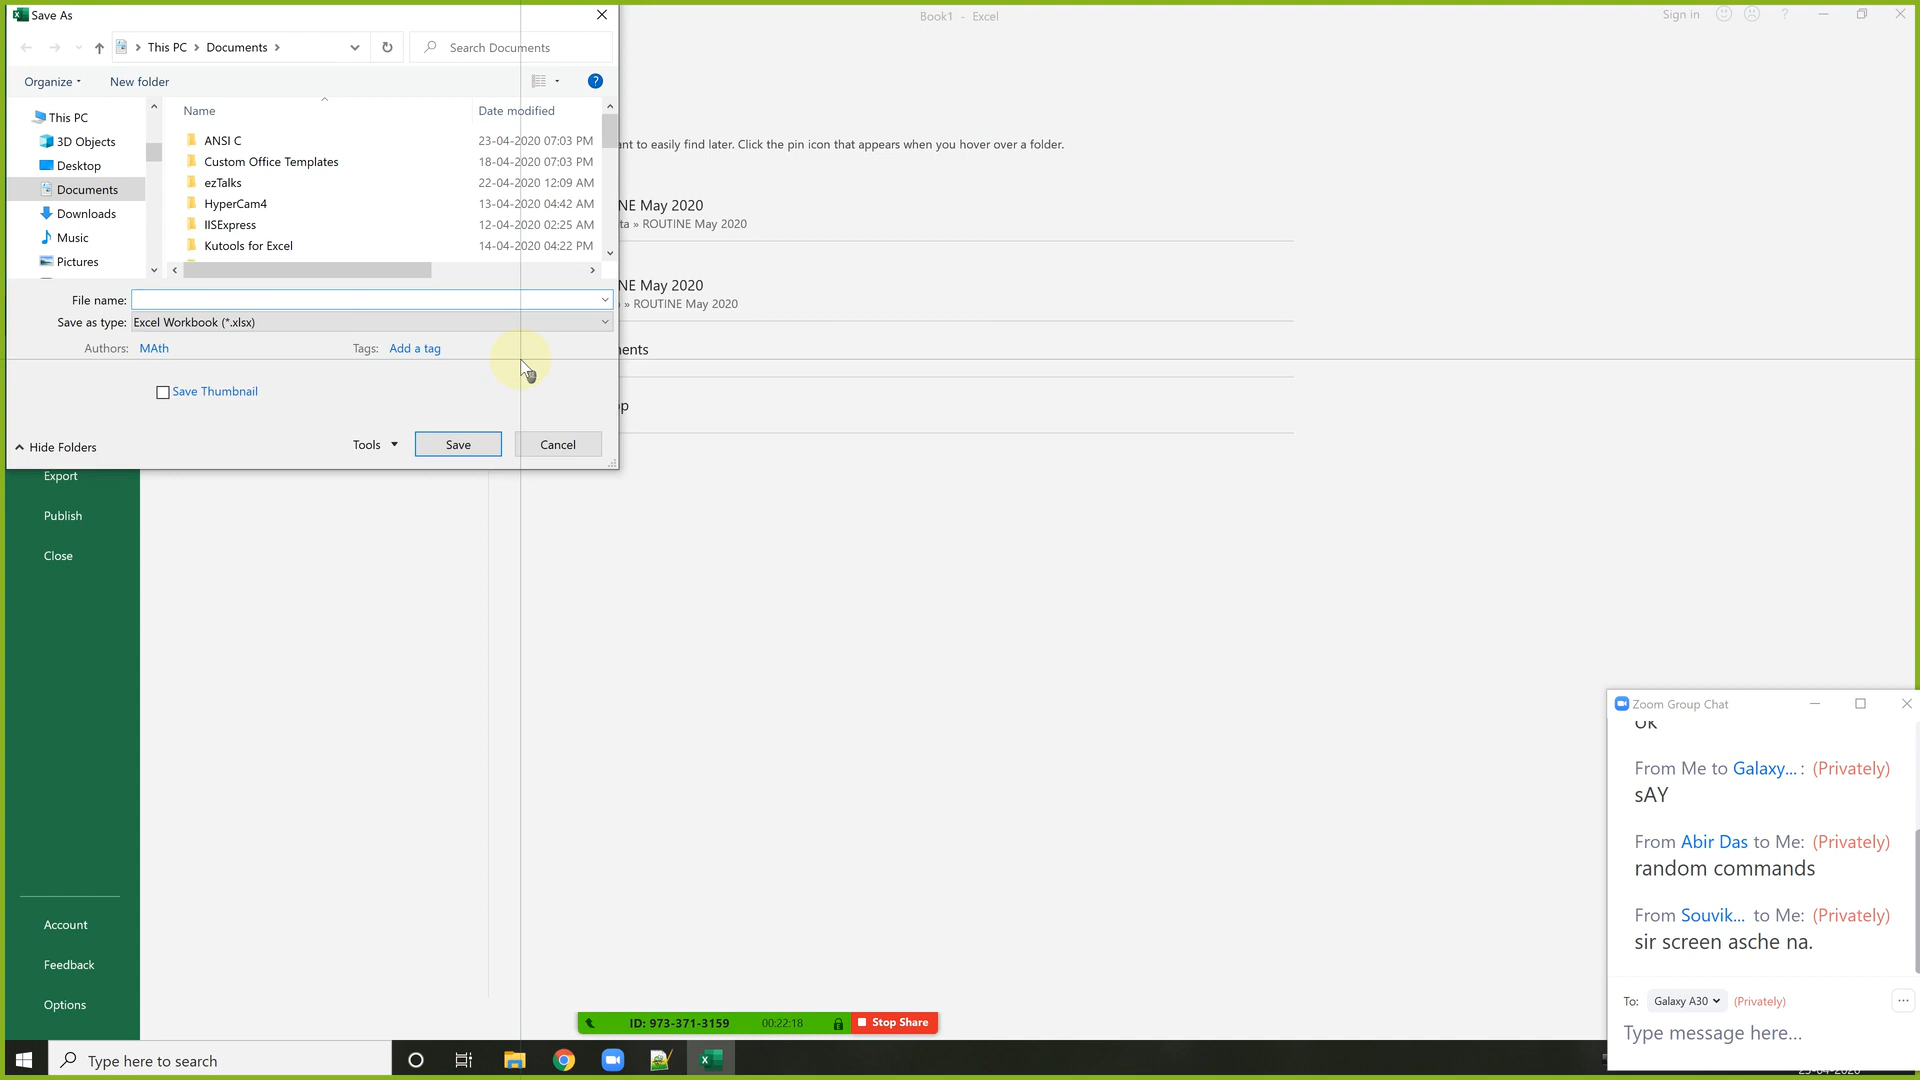 Save As
Book1 - Excel
Sign in
This PC > Documents >
Search Documents
Organize
New folder
Name
Date modified
This PC
3D Objects
Desktop
Documents
Downloads
Music
Pictures
ANSI C 23-04-2020 07:03 PM
Custom Office Templates 18-04-2020 07:03 PM
ezTalks 22-04-2020 12:09 AM
HyperCam4 13-04-2020 04:42 AM
IISExpress 12-04-2020 02:25 AM
Kutools for Excel 14-04-2020 04:22 PM
File name:
Save as type: Excel Workbook (*.xlsx)
Authors: MAth
Tags: Add a tag
Save Thumbnail
Hide Folders
Tools
Save
Cancel
to easily find later. Click the pin icon that appears when you hover over a folder.
May 2020
» ROUTINE May 2020
May 2020
» ROUTINE May 2020
Export
Publish
Close
Account
Feedback
Options
Zoom Group Chat
From Me to Galaxy... : (Privately)
sAY
From Abir Das to Me: (Privately)
random commands
From Souvik... to Me: (Privately)
sir screen asche na.
To: Galaxy A30 (Privately)
Type message here...
ID: 973-371-3159 00:22:18 Stop Share
Type here to search